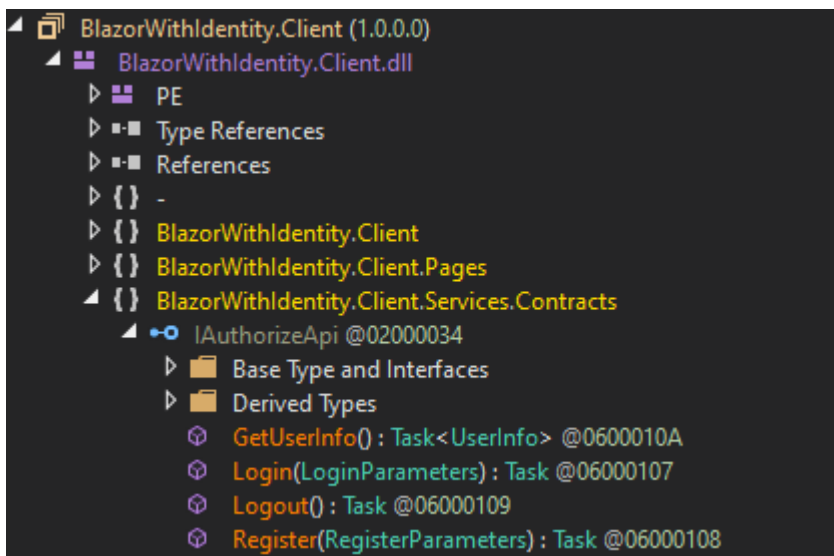 BlazorWithIdentity.Client (1.0.0.0)
BlazorWithIdentity.Client.dll
PE
Type References
References
{ } -
{ } BlazorWithIdentity.Client
{ } BlazorWithIdentity.Client.Pages
{ } BlazorWithIdentity.Client.Services.Contracts
IAuthorizeApi @02000034
Base Type and Interfaces
Derived Types
GetUserInfo() : Task<UserInfo> @0600010A
Login(LoginParameters) : Task @06000107
Logout() : Task @06000109
Register(RegisterParameters) : Task @06000108